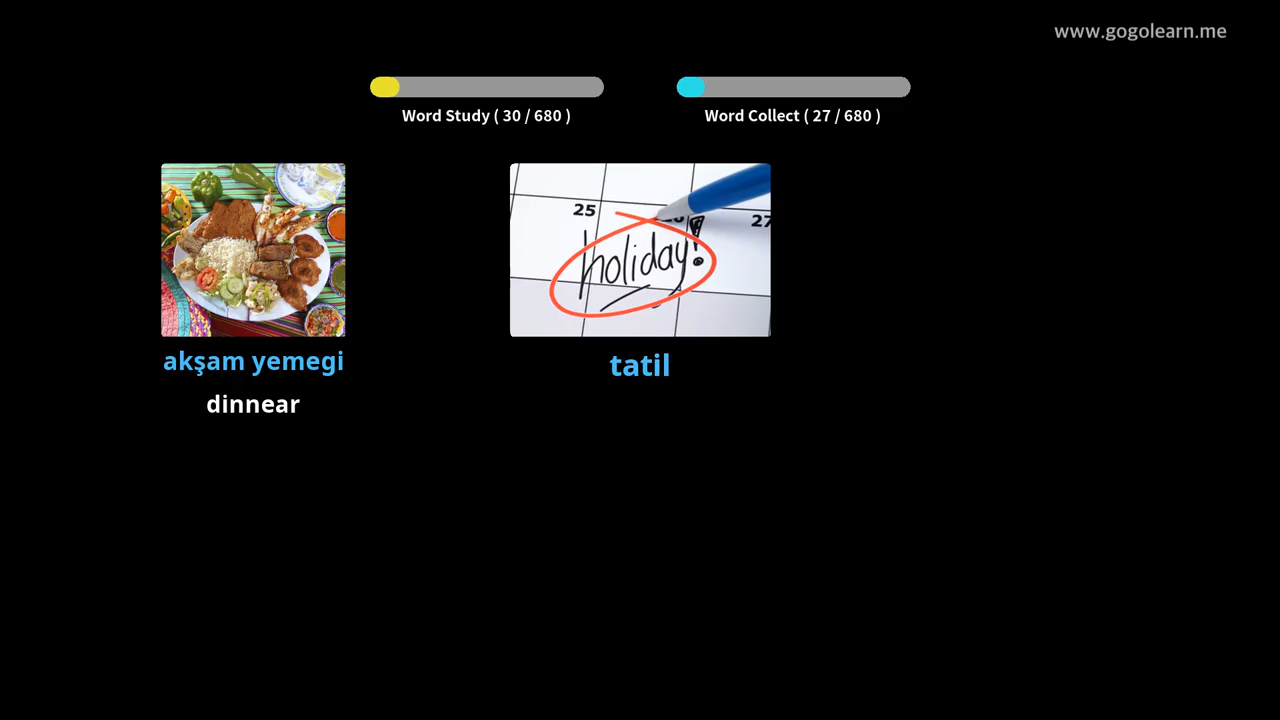 www.gogolearn.me
Word Study ( 30 / 680 )
Word Collect ( 27 / 680 )
25
27
holiday!
akşam yemegi
tatil
dinnear